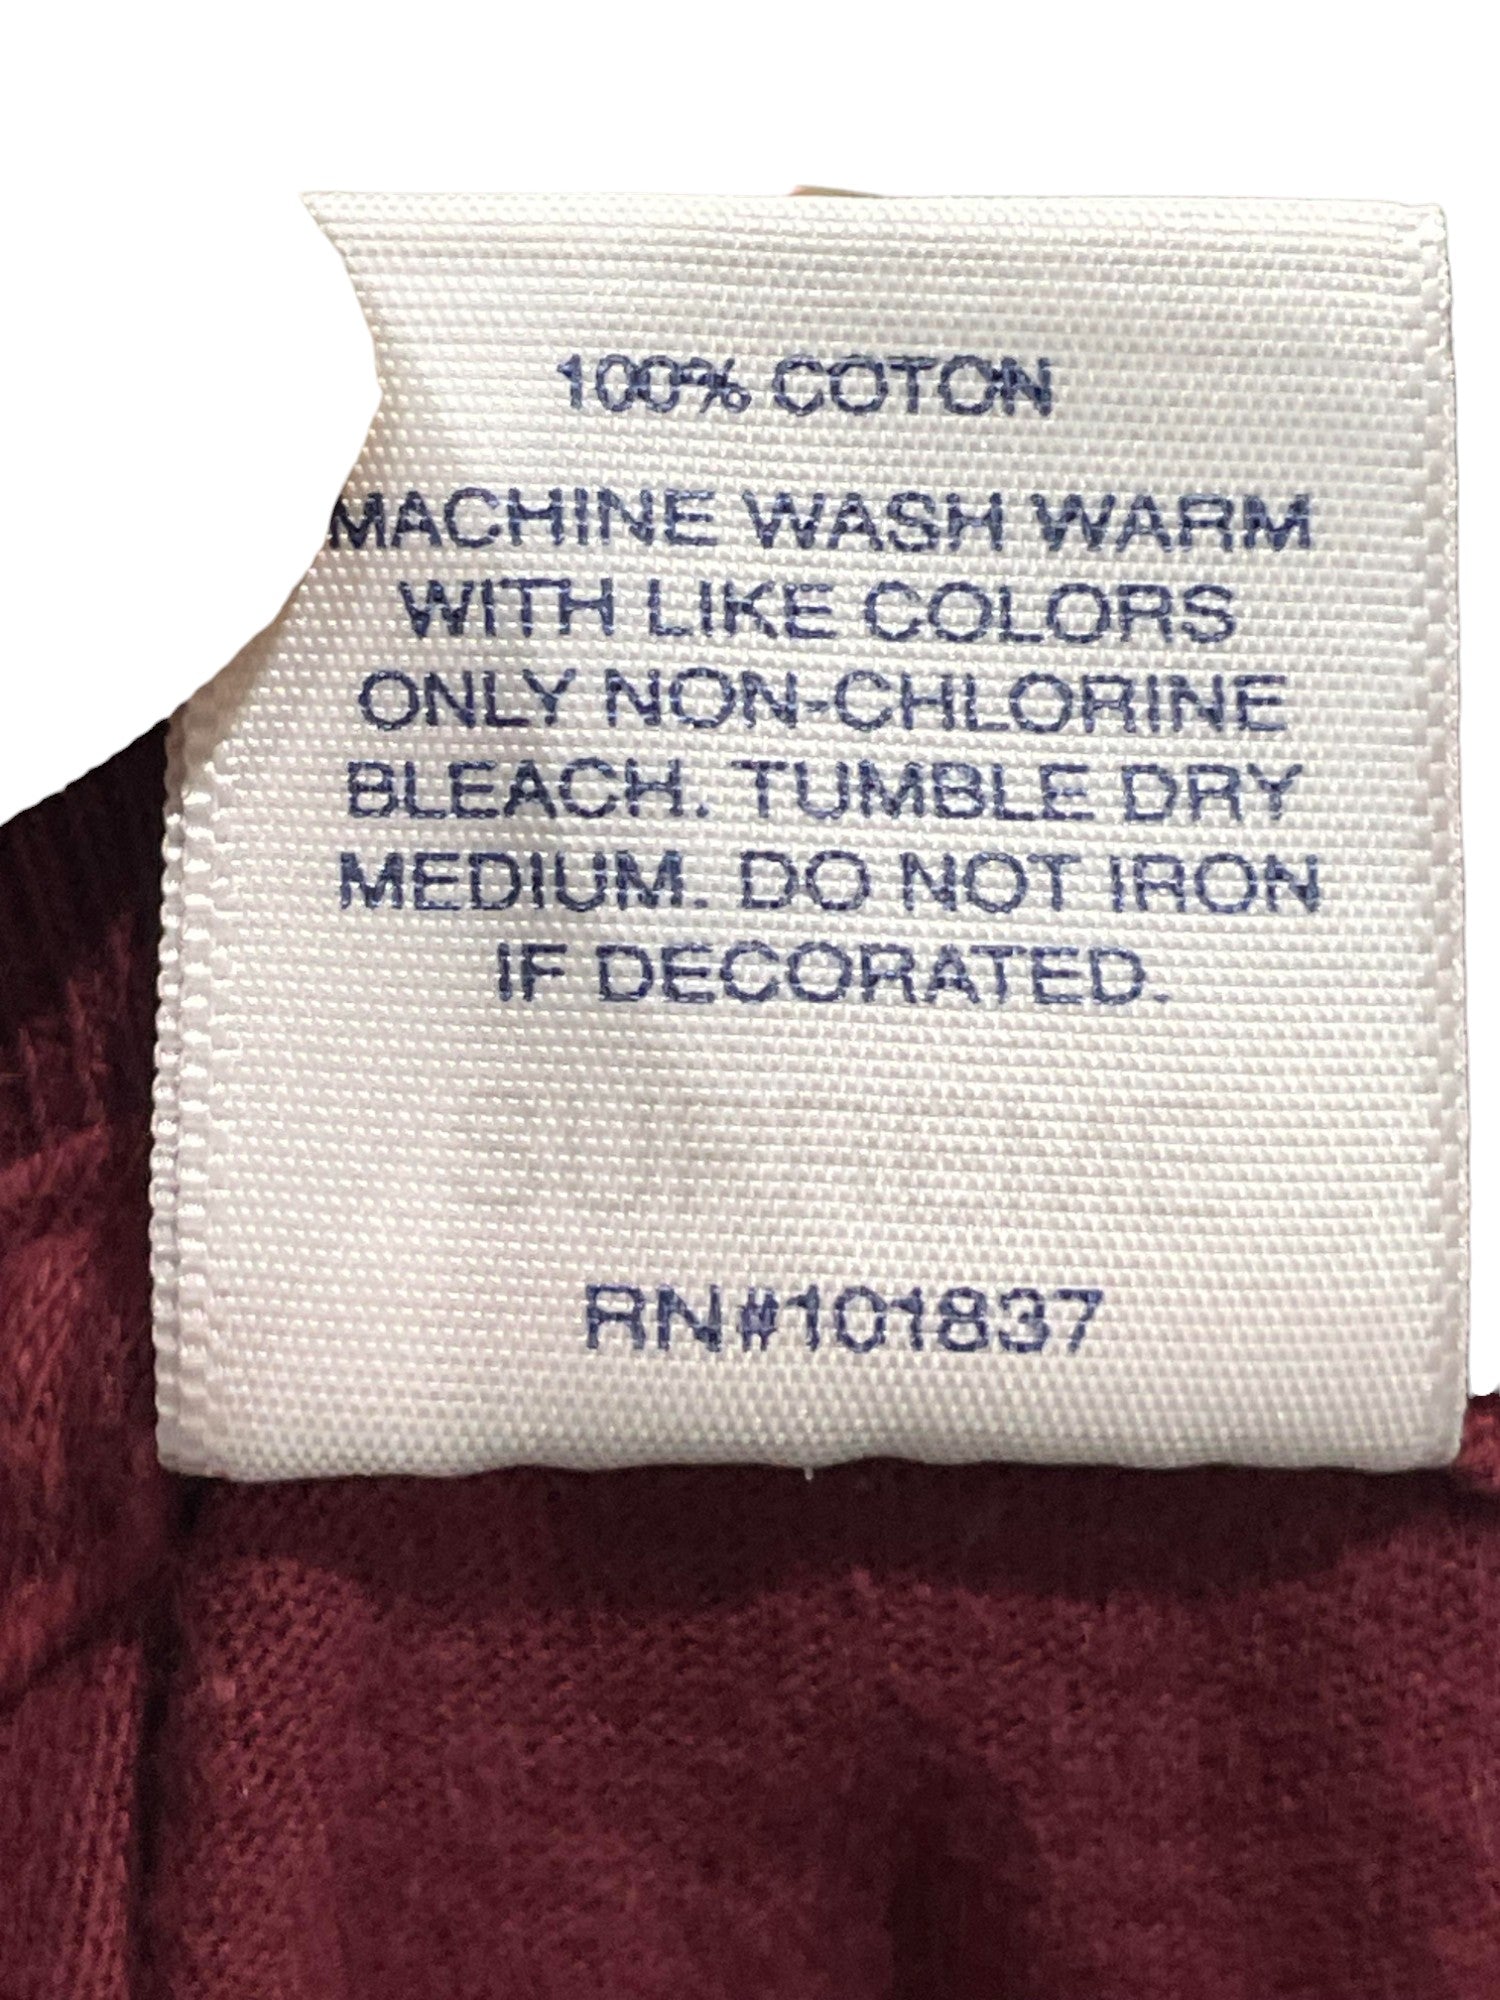 100% COTON
MACHINE WASH WARM
WITH LIKE COLORS
ONLY NON-CHLORINE
BLEACH. TUMBLE DRY
MEDIUM. DO NOT IRON
IF DECORATED.
RN#101837